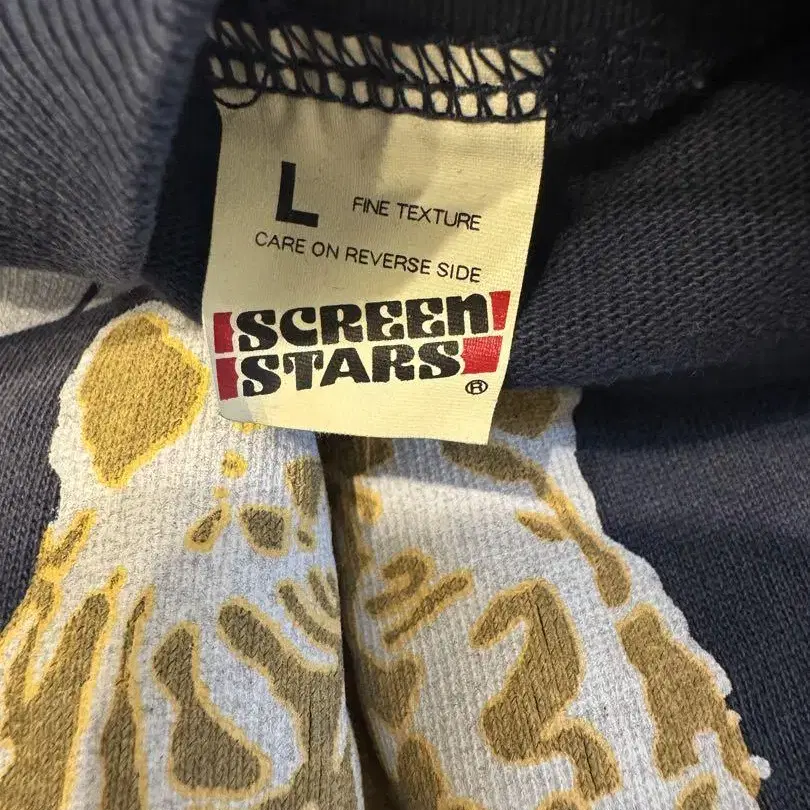 L FINE TEXTURE
CARE ON REVERSE SIDE
SCREEN
STARS®